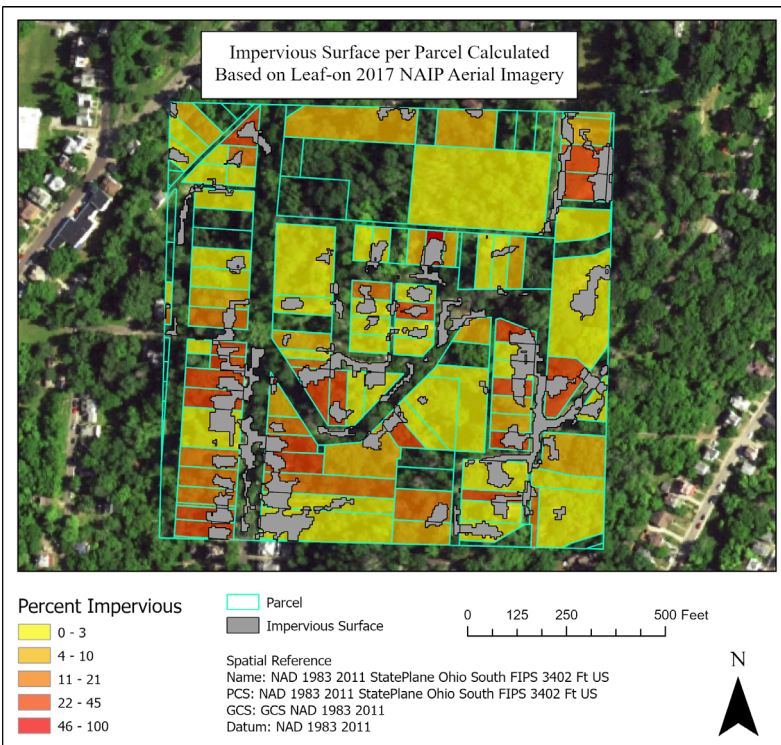 Impervious Surface per Parcel Calculated
Based on Leaf-on 2017 NAIP Aerial Imagery
Percent Impervious
0 - 3
4 - 10
11 - 21
22 - 45
46 - 100
Parcel
Impervious Surface
0 125 250 500 Feet
Spatial Reference
Name: NAD 1983 2011 StatePlane Ohio South FIPS 3402 Ft US
PCS: NAD 1983 2011 StatePlane Ohio South FIPS 3402 Ft US
GCS: GCS NAD 1983 2011
Datum: NAD 1983 2011
N